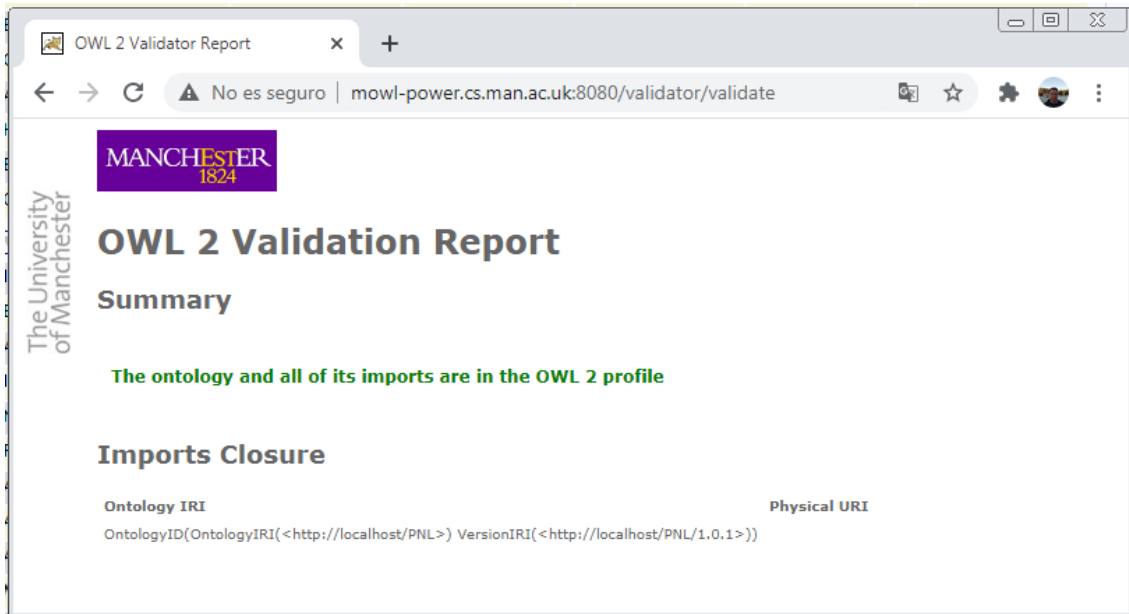 OWL 2 Validator Report
No es seguro | mowl-power.cs.man.ac.uk:8080/validator/validate
MANCHESTER
1824
The University
of Manchester
OWL 2 Validation Report
Summary
The ontology and all of its imports are in the OWL 2 profile
Imports Closure
Ontology IRI Physical URI
OntologyID(OntologyIRI(<http://localhost/PNL>) VersionIRI(<http://localhost/PNL/1.0.1>))